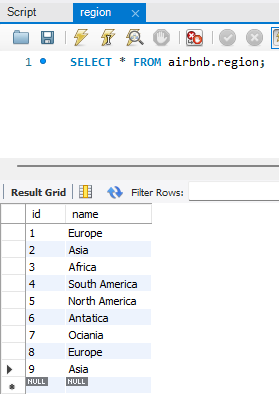 Script region
1 SELECT * FROM airbnb.region;
Result Grid Filter Rows:
id name
1 Europe
2 Asia
3 Africa
4 South America
5 North America
6 Antatica
7 Ociania
8 Europe
9 Asia
NULL NULL